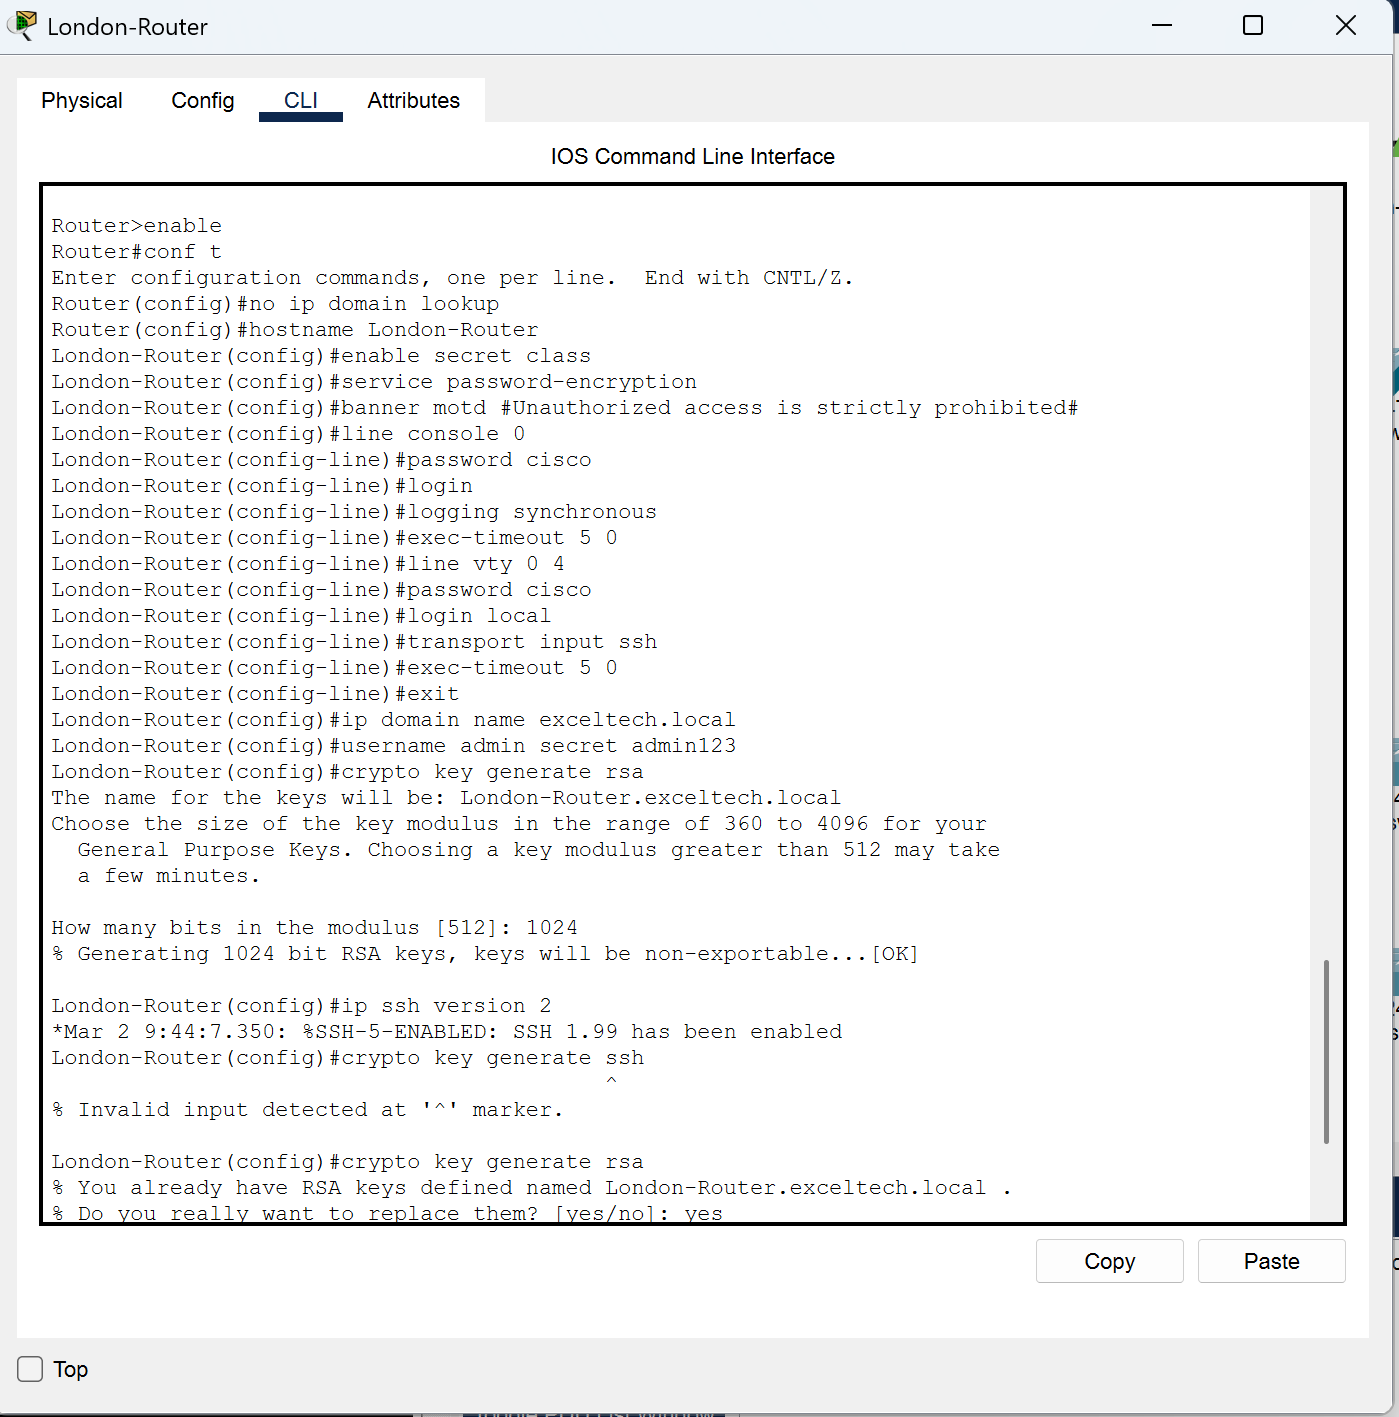 London-Router
Physical Config CLI Attributes
IOS Command Line Interface
Router>enable
Router#conf t
Enter configuration commands, one per line.  End with CNTL/Z.
Router(config)#no ip domain lookup
Router(config)#hostname London-Router
London-Router(config)#enable secret class
London-Router(config)#service password-encryption
London-Router(config)#banner motd #Unauthorized access is strictly prohibited#
London-Router(config)#line console 0
London-Router(config-line)#password cisco
London-Router(config-line)#login
London-Router(config-line)#logging synchronous
London-Router(config-line)#exec-timeout 5 0
London-Router(config-line)#line vty 0 4
London-Router(config-line)#password cisco
London-Router(config-line)#login local
London-Router(config-line)#transport input ssh
London-Router(config-line)#exec-timeout 5 0
London-Router(config-line)#exit
London-Router(config)#ip domain name exceltech.local
London-Router(config)#username admin secret admin123
London-Router(config)#crypto key generate rsa
The name for the keys will be: London-Router.exceltech.local
Choose the size of the key modulus in the range of 360 to 4096 for your
  General Purpose Keys. Choosing a key modulus greater than 512 may take
  a few minutes.
How many bits in the modulus [512]: 1024
% Generating 1024 bit RSA keys, keys will be non-exportable...[OK]
London-Router(config)#ip ssh version 2
*Mar 2 9:44:7.350: %SSH-5-ENABLED: SSH 1.99 has been enabled
London-Router(config)#crypto key generate ssh
^
% Invalid input detected at '^' marker.
London-Router(config)#crypto key generate rsa
% You already have RSA keys defined named London-Router.exceltech.local .
% Do you really want to replace them? [yes/no]: yes
Copy Paste
Top